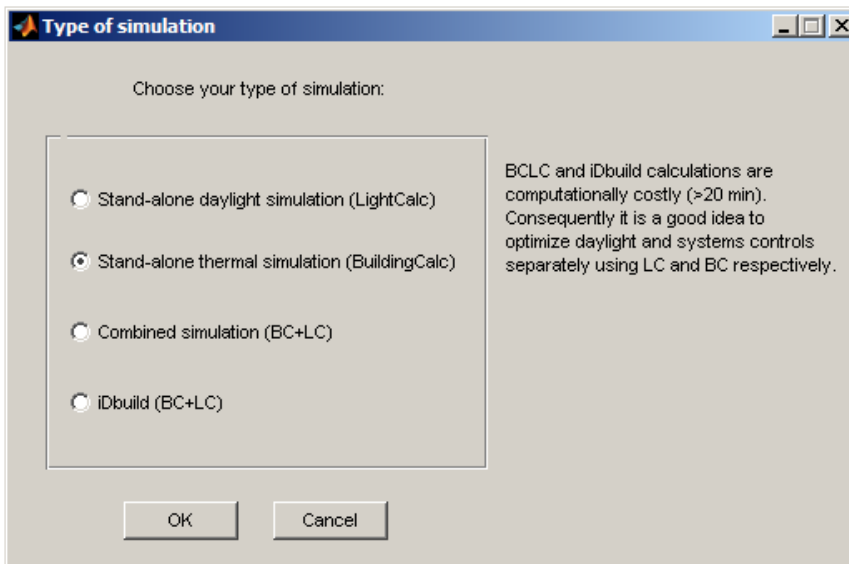 Type of simulation
Choose your type of simulation:
Stand-alone daylight simulation (LightCalc)
Stand-alone thermal simulation (BuildingCalc)
Combined simulation (BC+LC)
iDbuild (BC+LC)
BCLC and iDbuild calculations are
computationally costly (>20 min).
Consequently it is a good idea to
optimize daylight and systems controls
separately using LC and BC respectively.
OK
Cancel